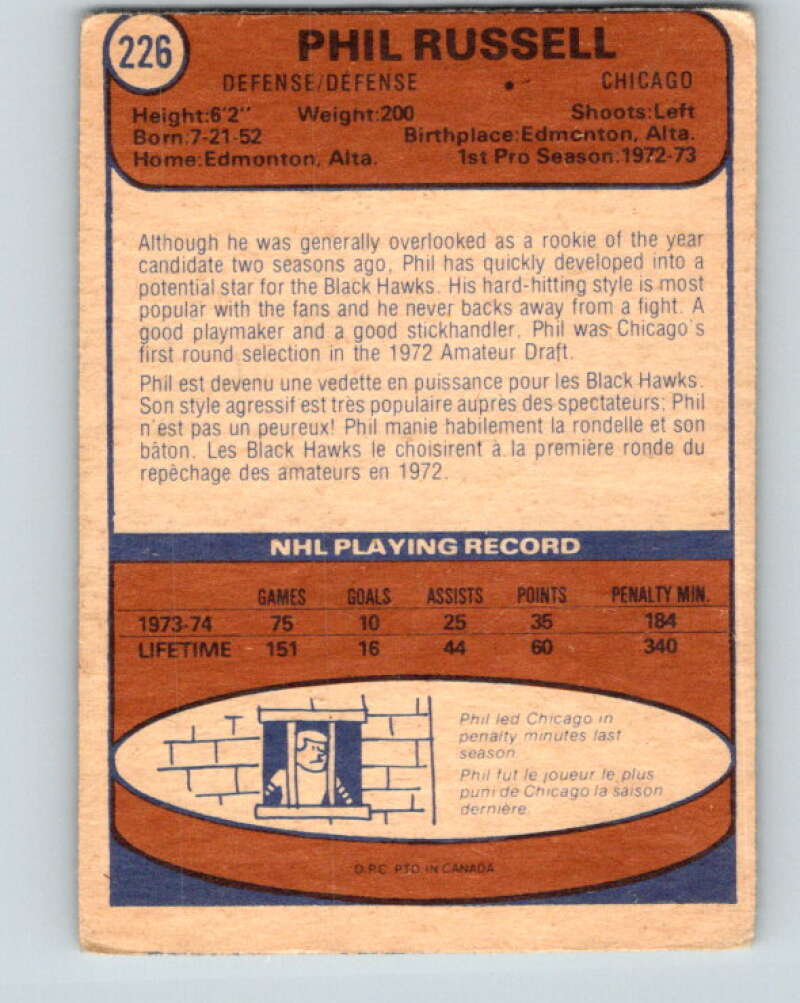 226
PHIL RUSSELL
DEFENSE/DÉFENSE • CHICAGO
Height:6'2" Weight:200 Shoots:Left
Born:7-21-52 Birthplace:Edmonton, Alta.
Home:Edmonton, Alta. 1st Pro Season:1972-73
Although he was generally overlooked as a rookie of the year
candidate two seasons ago, Phil has quickly developed into a
potential star for the Black Hawks. His hard-hitting style is most
popular with the fans and he never backs away from a fight. A
good playmaker and a good stickhandler, Phil was Chicago's
first round selection in the 1972 Amateur Draft.
Phil est devenu une vedette en puissance pour les Black Hawks.
Son style agressif est très populaire auprès des spectateurs; Phil
n'est pas un peureux! Phil manie habilement la rondelle et son
bâton. Les Black Hawks le choisirent à la première ronde du
repêchage des amateurs en 1972.
NHL PLAYING RECORD
GAMES GOALS ASSISTS POINTS PENALTY MIN.
1973-74 75 10 25 35 184
LIFETIME 151 16 44 60 340
Phil led Chicago in
penalty minutes last
season.
Phil fut le joueur le plus
puni de Chicago la saison
dernière.
O.P.C. PTD. IN CANADA